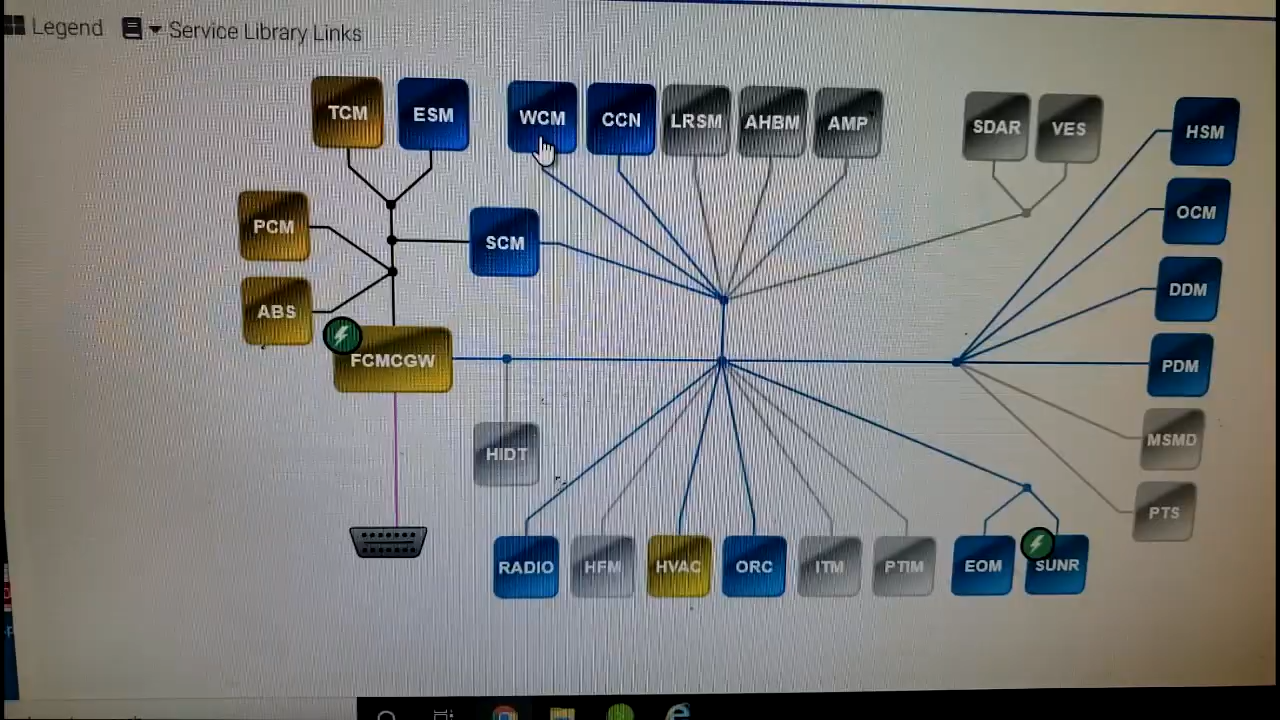 Legend Service Library Links
TCM ESM WCM CCN LRSM AHBM AMP SDAR VES HSM
OCM
PCM SCM
DDM
ABS
FCMCGW PDM
HIDT MSMD
PTS
RADIO HFM HVAC ORC ITM PTIM EOM SUNR